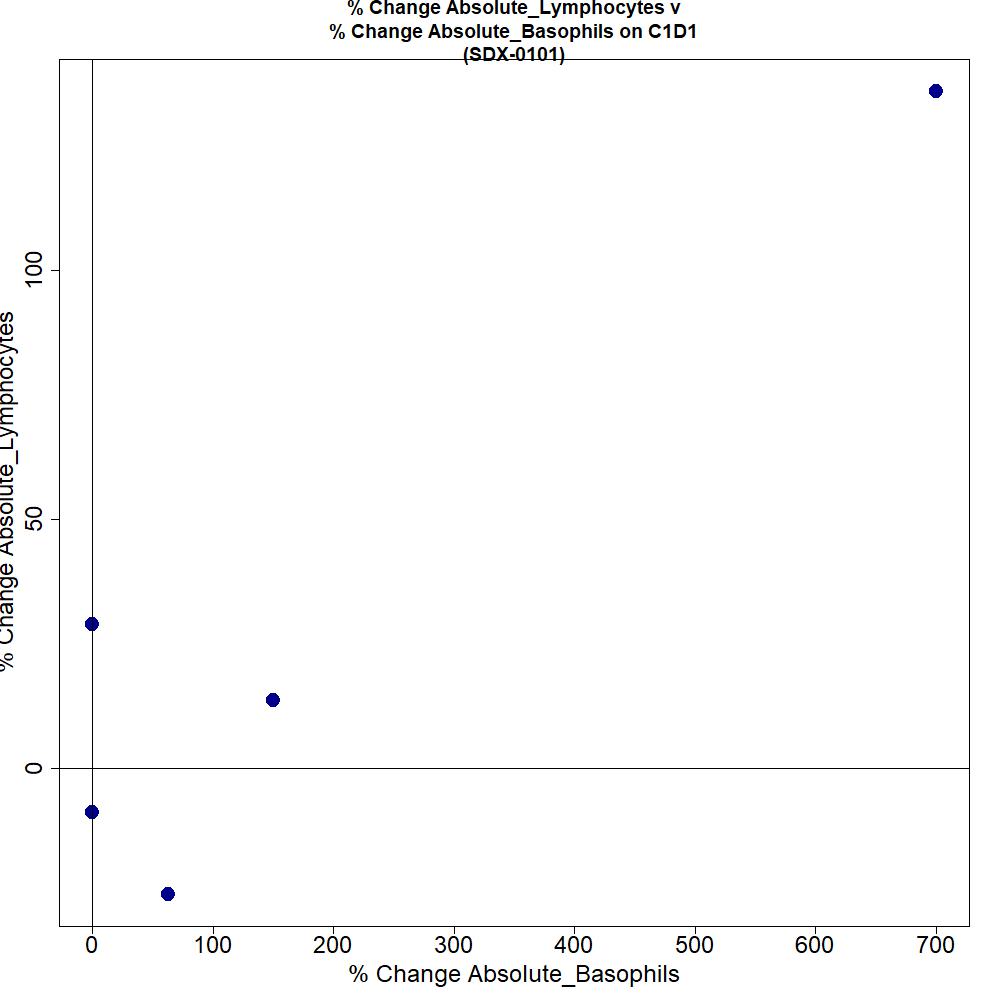 % Change Absolute_Lymphocytes v
% Change Absolute_Basophils on C1D1
(SDX-0101)
% Change Absolute_Lymphocytes
100
50
0
0 100 200 300 400 500 600 700
% Change Absolute_Basophils